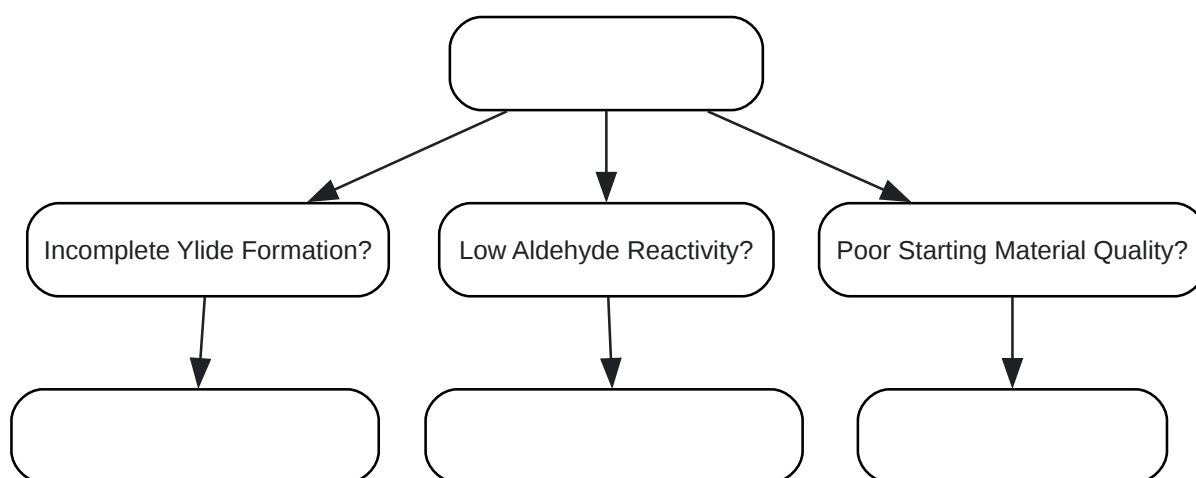 Incomplete Ylide Formation?
Low Aldehyde Reactivity?
Poor Starting Material Quality?